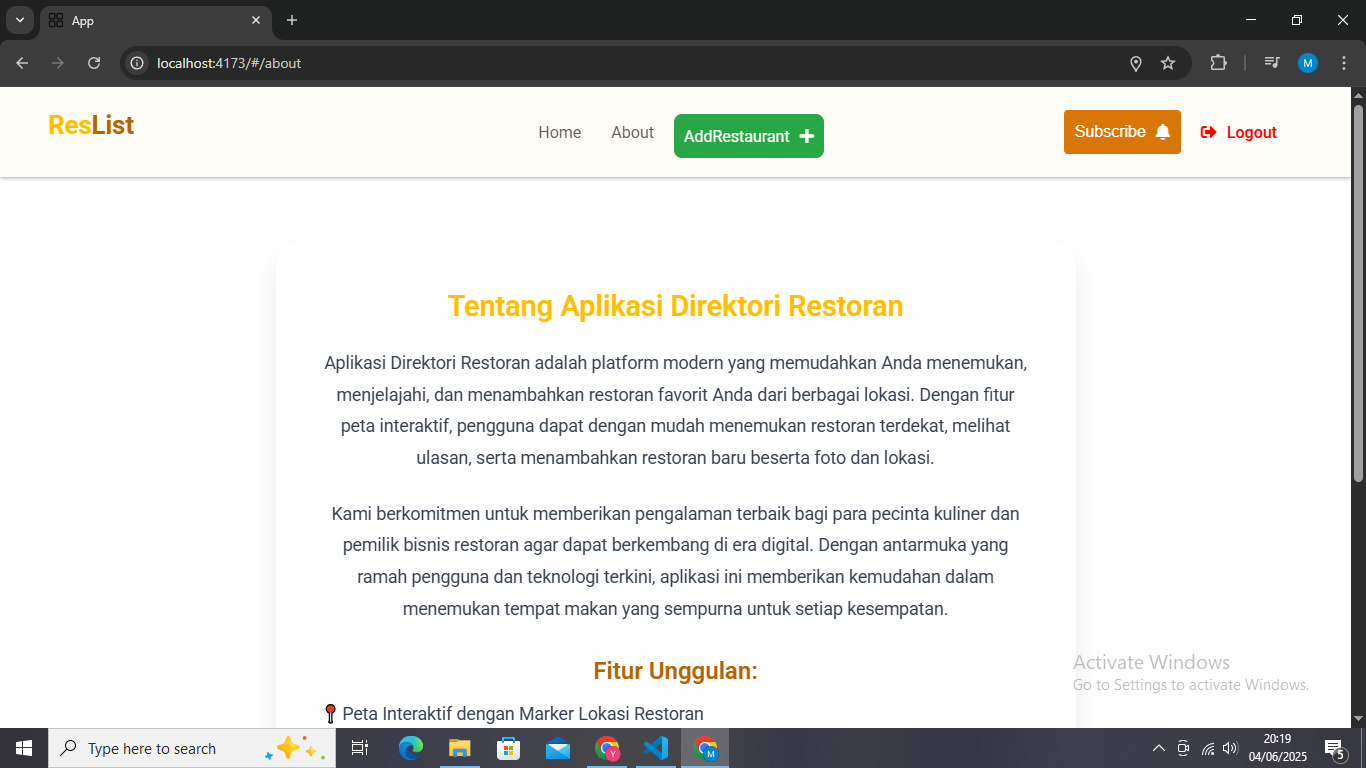 App
localhost:4173/#/about
M
ResList
Home
About
AddRestaurant
Subscribe
Logout
Tentang Aplikasi Direktori Restoran
Aplikasi Direktori Restoran adalah platform modern yang memudahkan Anda menemukan,
menjelajahi, dan menambahkan restoran favorit Anda dari berbagai lokasi. Dengan fitur
peta interaktif, pengguna dapat dengan mudah menemukan restoran terdekat, melihat
ulasan, serta menambahkan restoran baru beserta foto dan lokasi.
Kami berkomitmen untuk memberikan pengalaman terbaik bagi para pecinta kuliner dan
pemilik bisnis restoran agar dapat berkembang di era digital. Dengan antarmuka yang
ramah pengguna dan teknologi terkini, aplikasi ini memberikan kemudahan dalam
menemukan tempat makan yang sempurna untuk setiap kesempatan.
Fitur Unggulan:
📍 Peta Interaktif dengan Marker Lokasi Restoran
Activate Windows
Go to Settings to activate Windows.
Type here to search
Y
M
20:19
04/06/2025
5